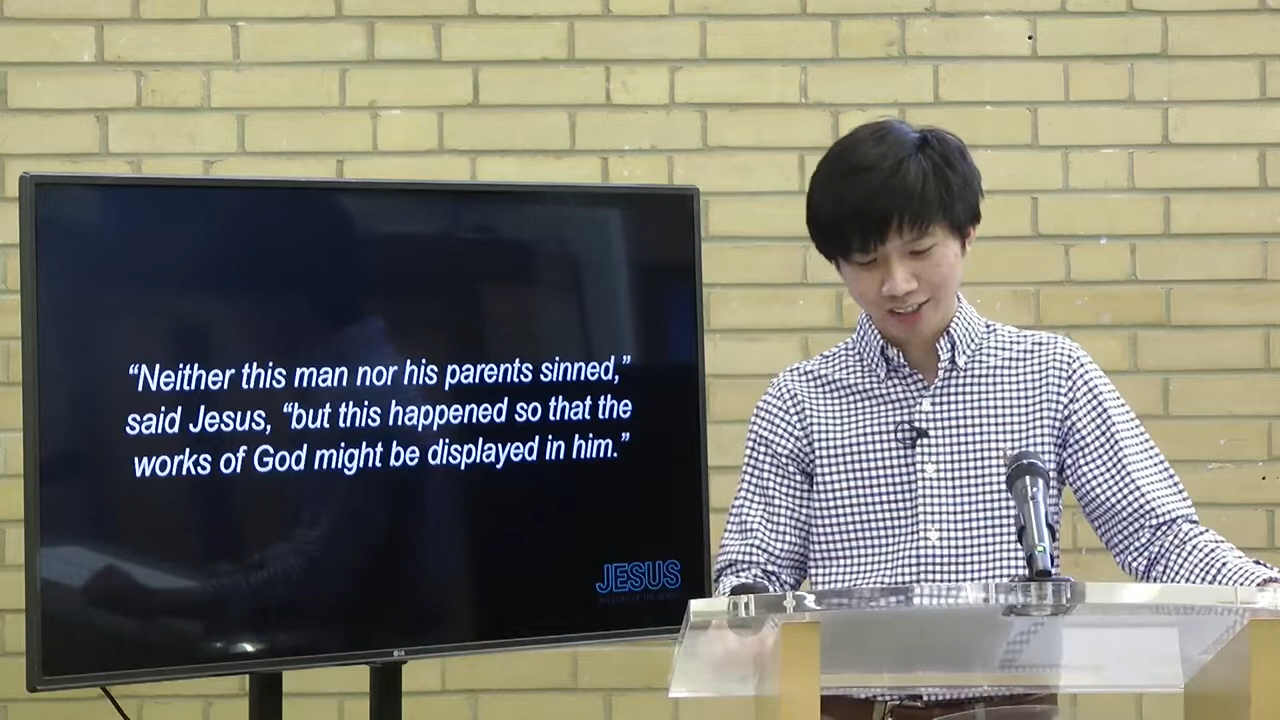 “Neither this man nor his parents sinned,”
said Jesus, “but this happened so that the
works of God might be displayed in him.”
JESUS
LG